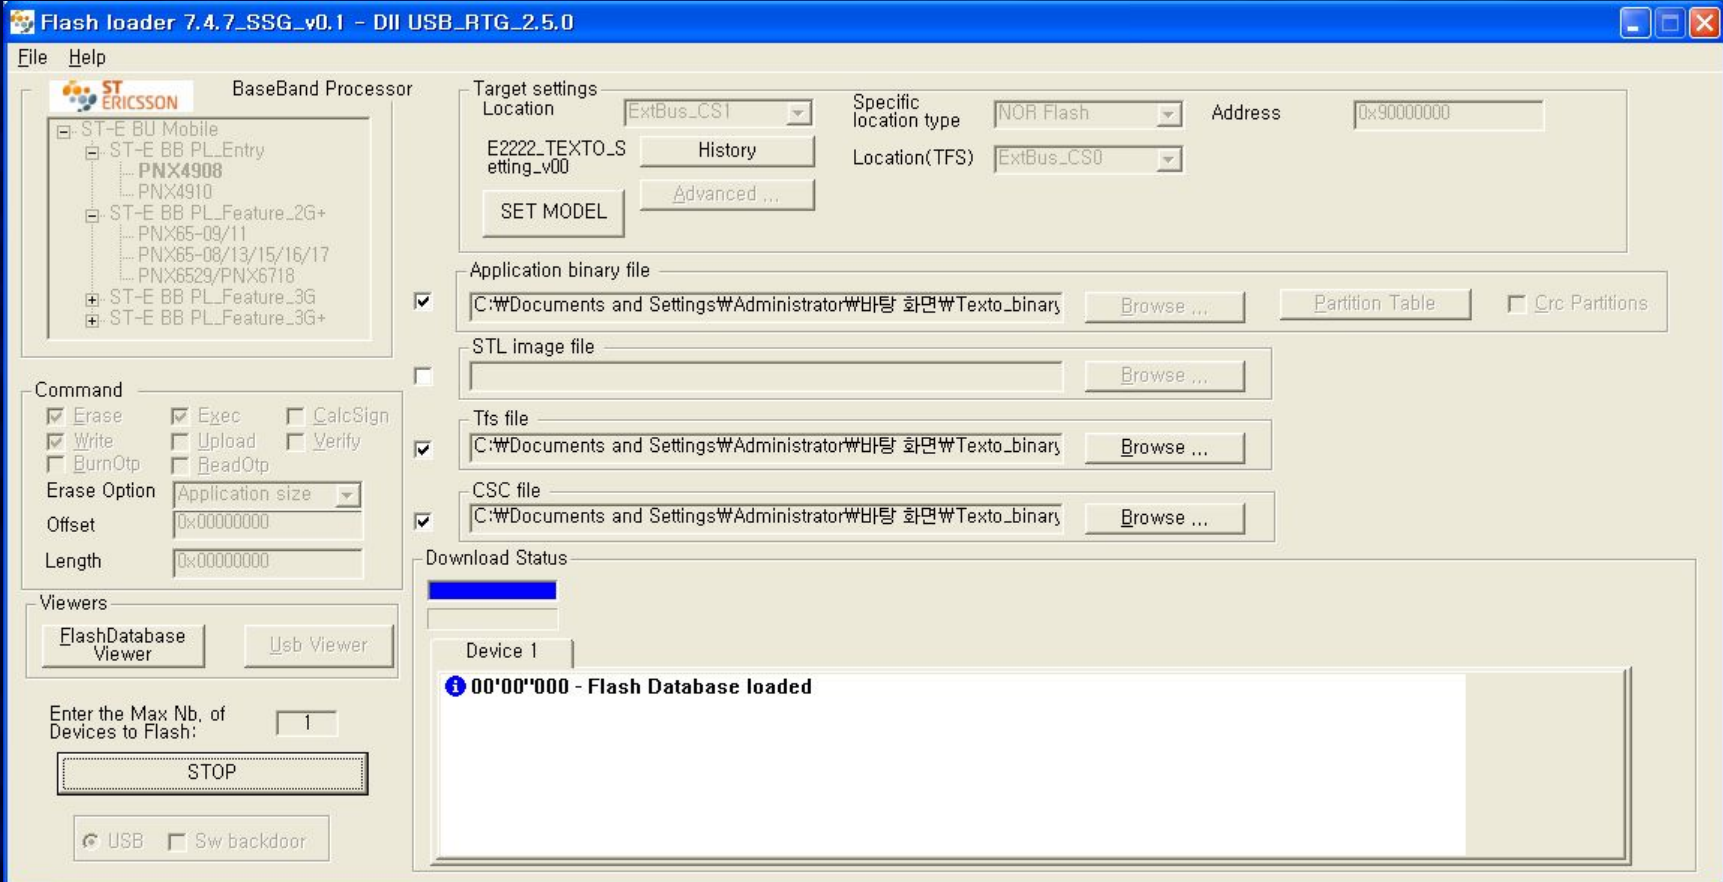 Flash loader 7.4.7_SSG_v0.1 - Dll USB_RTG_2.5.0
File Help
ST ERICSSON
BaseBand Processor
ST-E BU Mobile
ST-E BB PL_Entry
PNX4908
PNX4910
ST-E BB PL_Feature_2G+
PNX65-09/11
PNX65-08/13/15/16/17
PNX6529/PNX6718
ST-E BB PL_Feature_3G
ST-E BB PL_Feature_3G+
Target settings
Location
ExtBus_CS1
Specific
location type
NOR Flash
Address
0x90000000
E2222_TEXTO_S
etting_v00
History
Location(TFS)
ExtBus_CS0
Advanced ...
SET MODEL
Application binary file
C:₩Documents and Settings₩Administrator₩바탕 화면₩Texto_binary
Browse ...
Partition Table
Crc Partitions
STL image file
Browse ...
Tfs file
C:₩Documents and Settings₩Administrator₩바탕 화면₩Texto_binary
Browse ...
CSC file
C:₩Documents and Settings₩Administrator₩바탕 화면₩Texto_binary
Browse ...
Command
Erase Exec CalcSign
Write Upload Verify
BurnOtp ReadOtp
Erase Option Application size
Offset 0x00000000
Length 0x00000000
Viewers
FlashDatabase
Viewer
Usb Viewer
Enter the Max Nb. of
Devices to Flash:
1
STOP
USB Sw backdoor
Download Status
Device 1
00'00''000 - Flash Database loaded